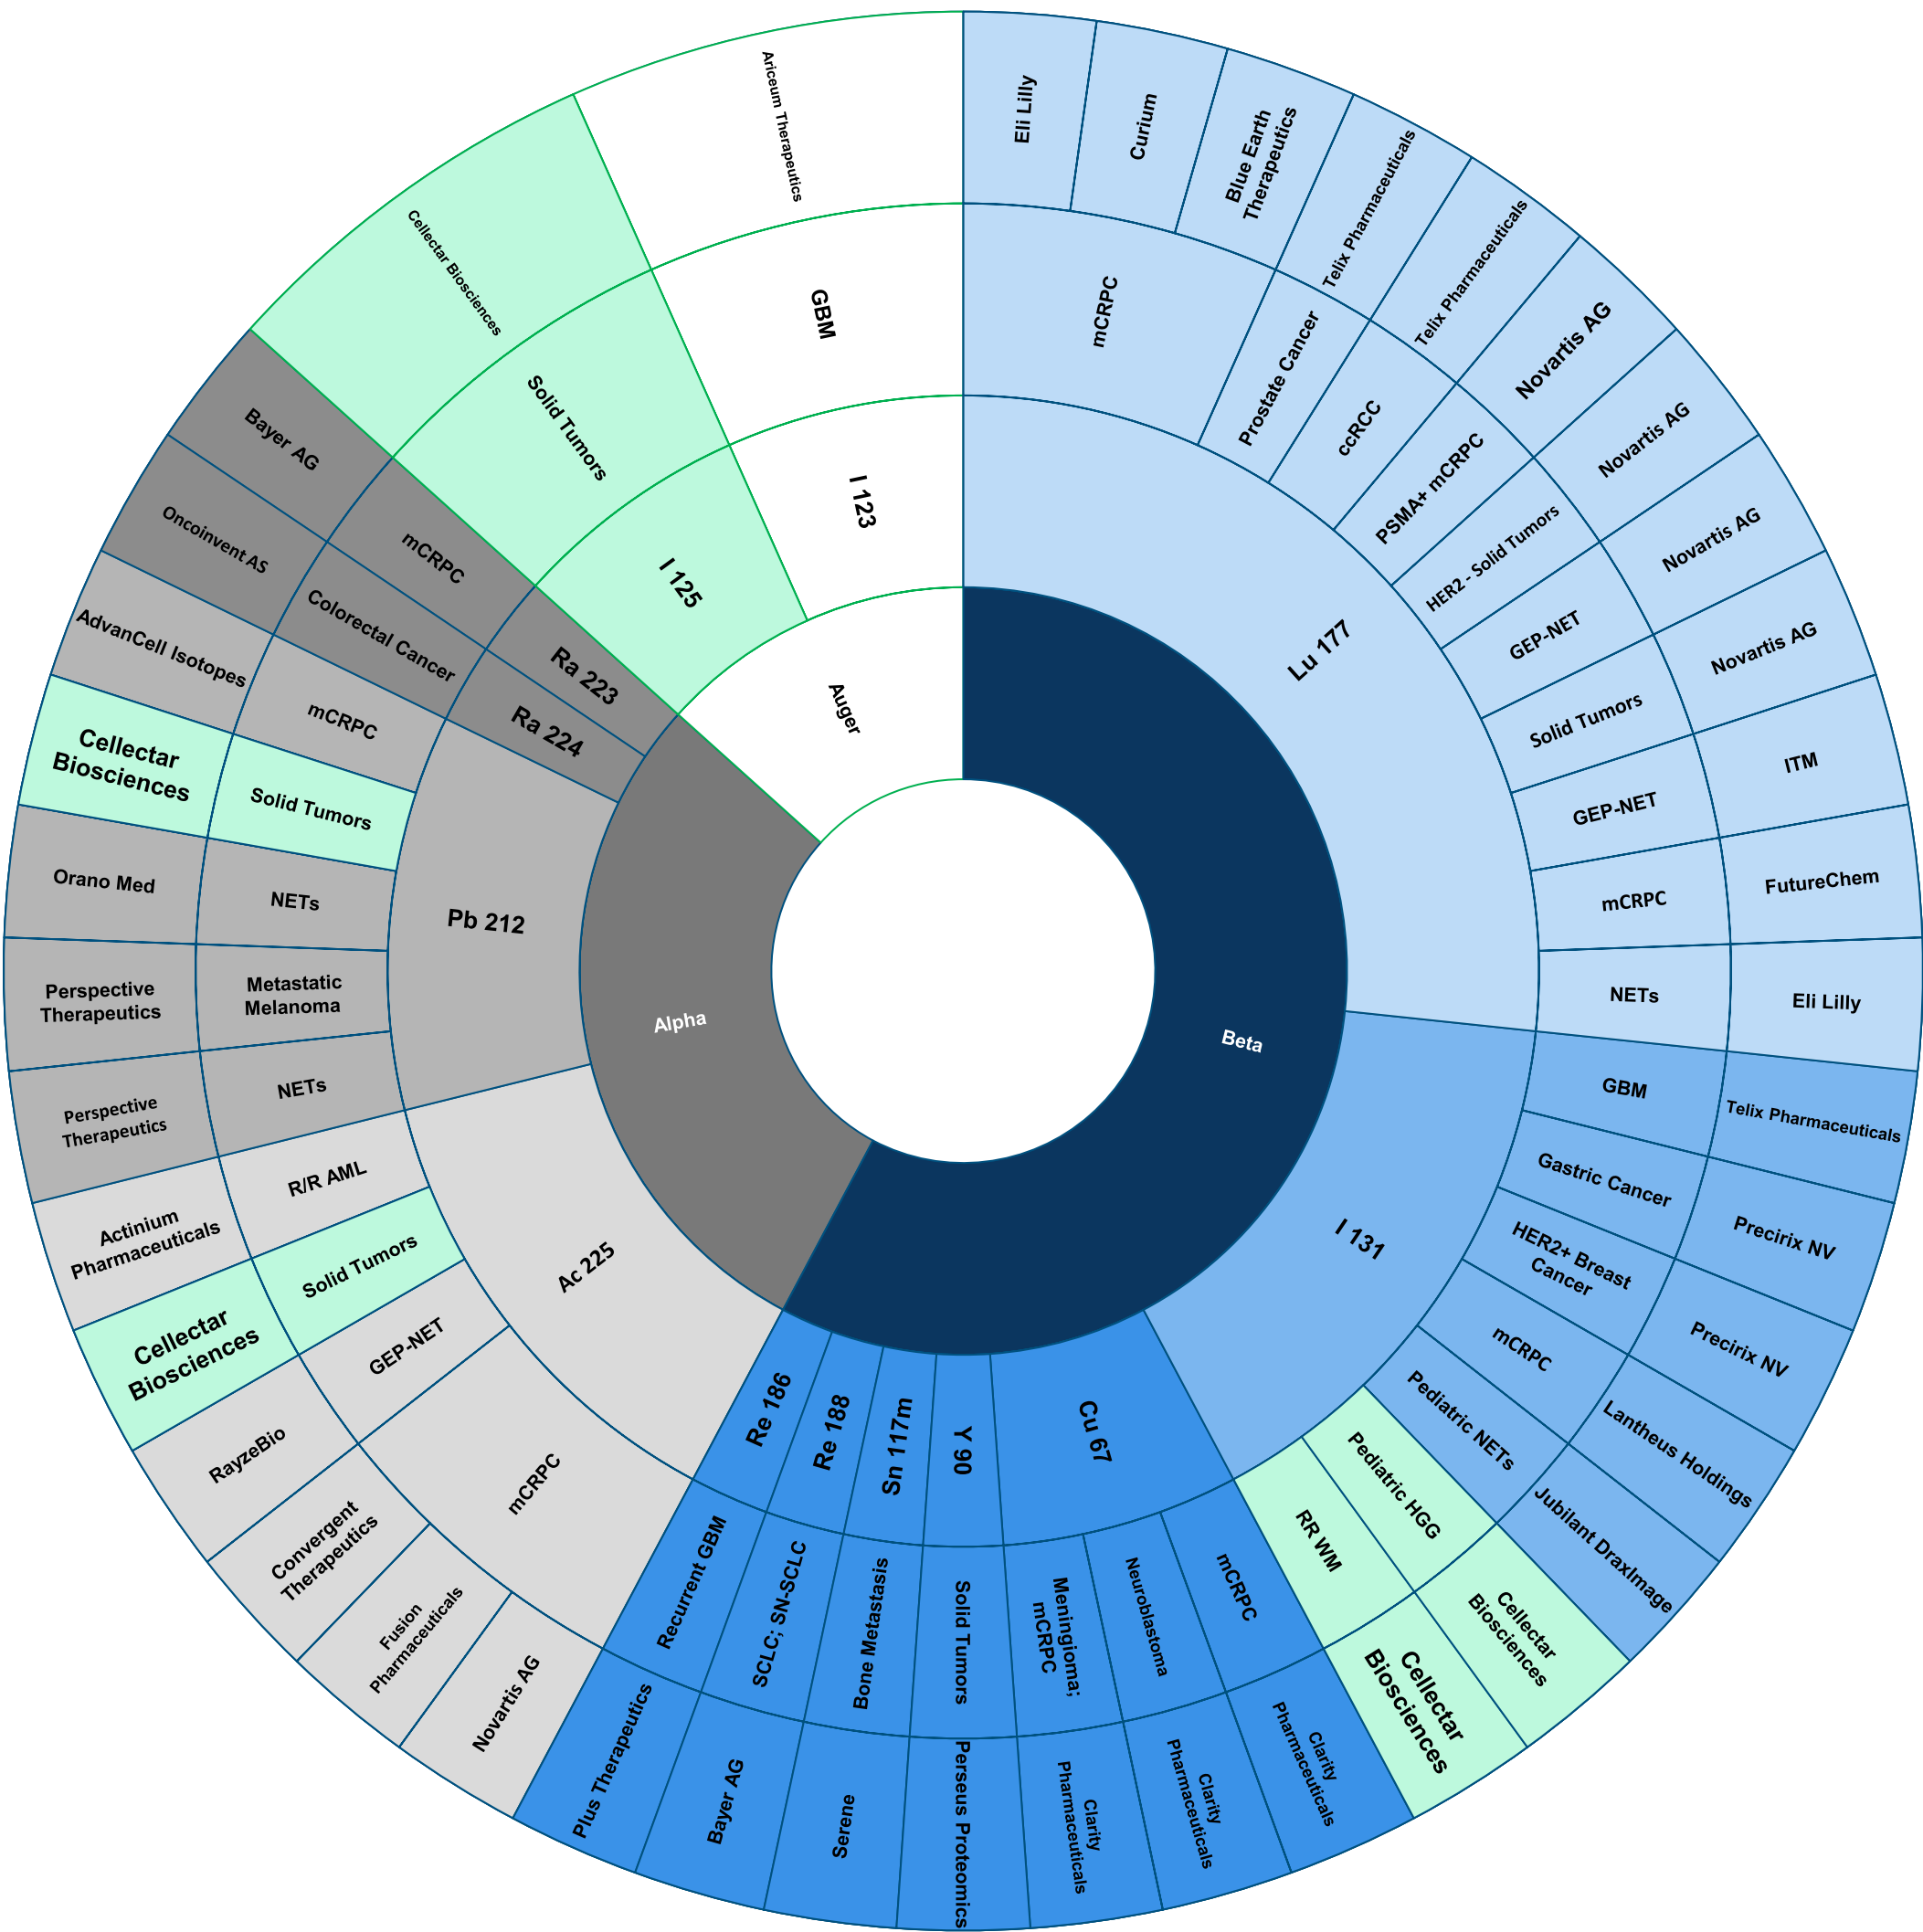 Beta
Lu 177
mCRPC
Eli Lilly
Curium
Blue Earth
Therapeutics
Prostate Cancer
Telix Pharmaceuticals
ccRCC
Telix Pharmaceuticals
PSMA+ mCRPC
Novartis AG
HER2 - Solid Tumors
Novartis AG
GEP-NET
Novartis AG
Solid Tumors
Novartis AG
GEP-NET
ITM
mCRPC
FutureChem
NETs
Eli Lilly
I 131
GBM
Telix Pharmaceuticals
Gastric Cancer
Precirix NV
HER2+ Breast
Cancer
Precirix NV
mCRPC
Lantheus Holdings
Pediatric NETs
Jubilant DraxImage
Pediatric HGG
Cellectar
Biosciences
RR WM
Cellectar
Biosciences
Cu 67
mCRPC
Clarity
Pharmaceuticals
Neuroblastoma
Clarity
Pharmaceuticals
Meningioma;
mCRPC
Clarity
Pharmaceuticals
Y 90
Solid Tumors
Perseus Proteomics
Sn 117m
Bone Metastasis
Serene
Re 188
SCLC; SN-SCLC
Bayer AG
Re 186
Recurrent GBM
Plus Therapeutics
Alpha
Ac 225
mCRPC
Novartis AG
Fusion
Pharmaceuticals
Convergent
Therapeutics
GEP-NET
RayzeBio
Solid Tumors
Cellectar
Biosciences
R/R AML
Actinium
Pharmaceuticals
Pb 212
NETs
Perspective
Therapeutics
Metastatic
Melanoma
Perspective
Therapeutics
NETs
Orano Med
Solid Tumors
Cellectar
Biosciences
mCRPC
AdvanCell Isotopes
Ra 224
Colorectal Cancer
Oncoinvent As
Ra 223
mCRPC
Bayer AG
Auger
I 125
Solid Tumors
Cellectar Biosciences
I 123
GBM
Ariceum Therapeutics